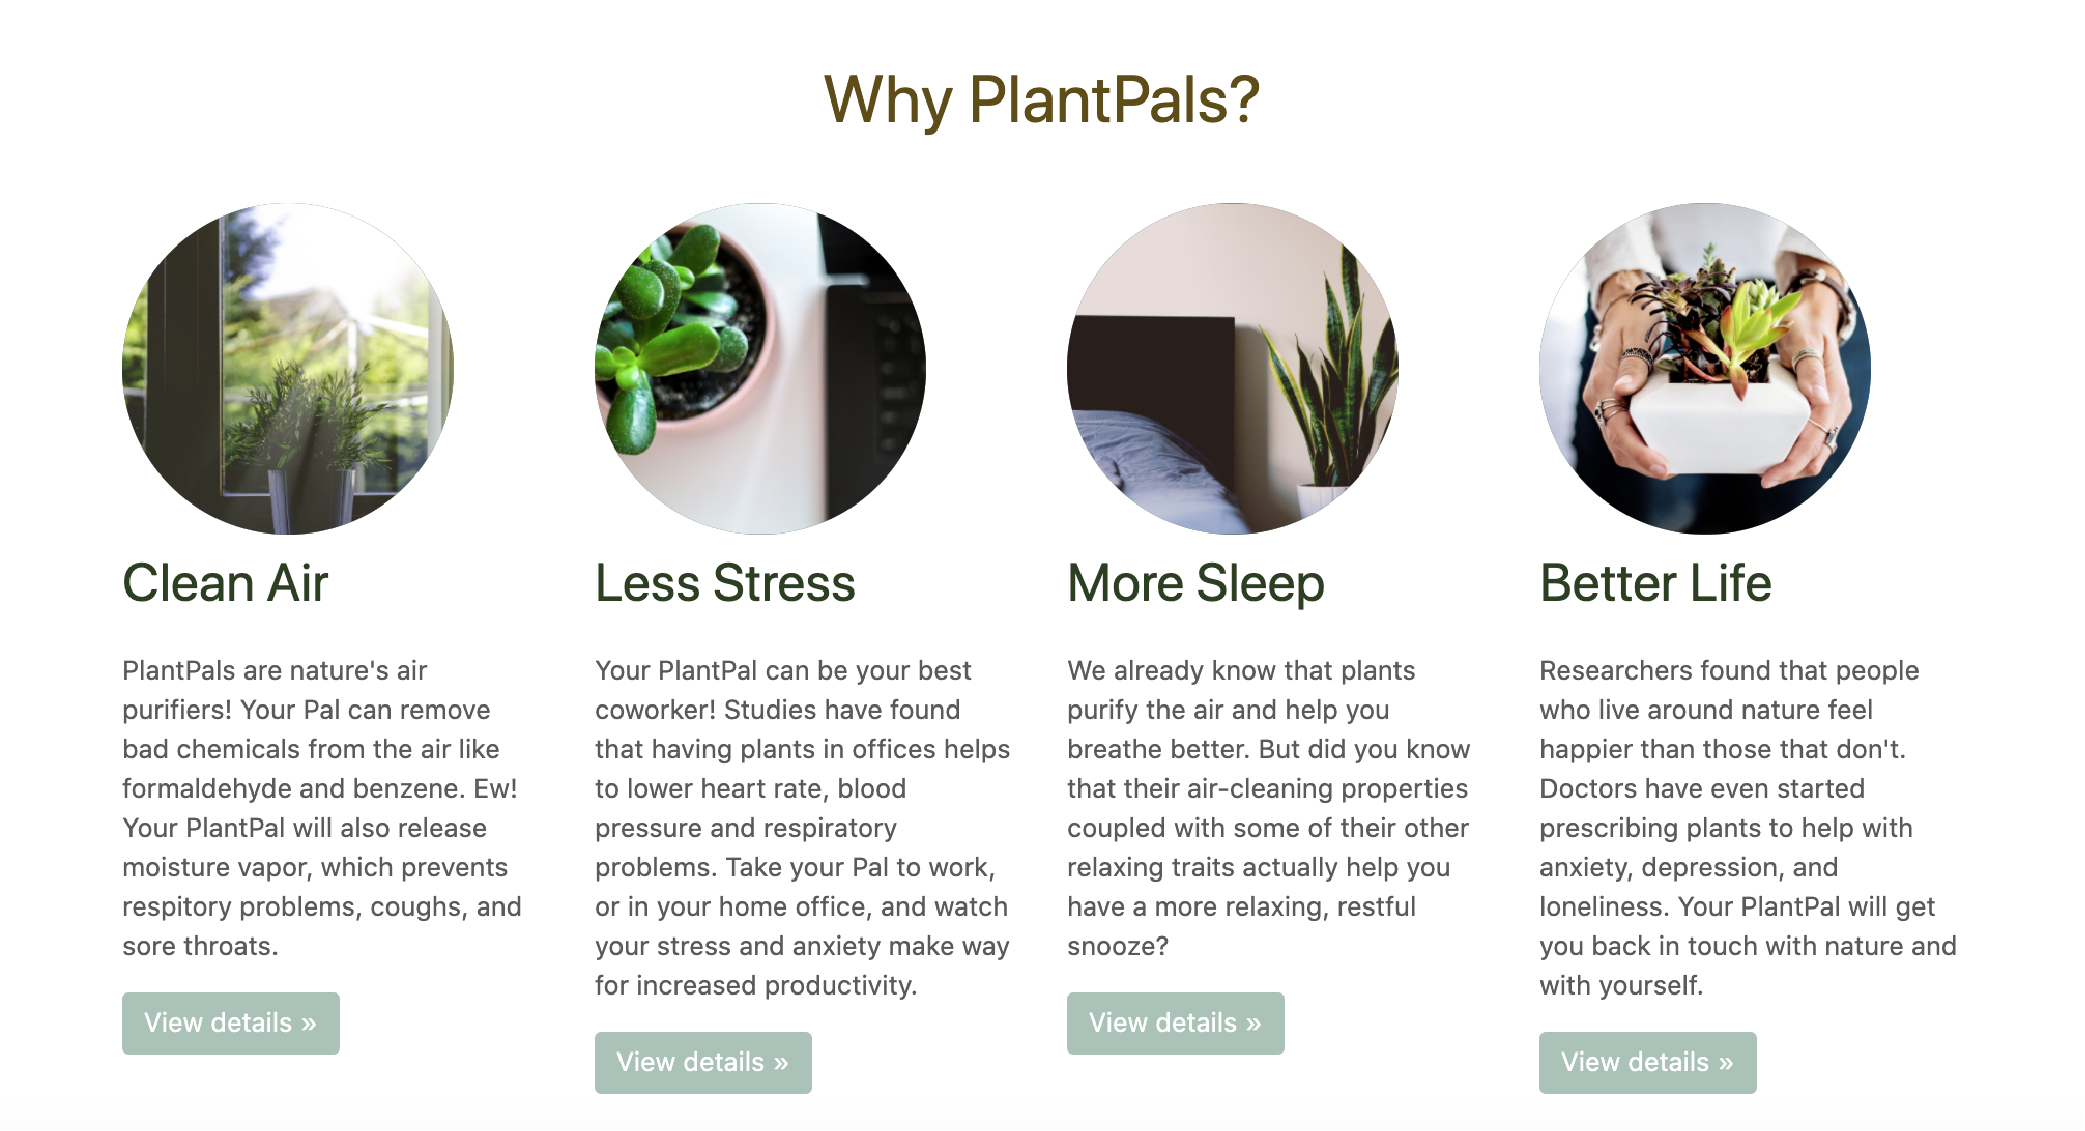 Why PlantPals?
Clean Air
PlantPals are nature's air
purifiers! Your Pal can remove
bad chemicals from the air like
formaldehyde and benzene. Ew!
Your PlantPal will also release
moisture vapor, which prevents
respitory problems, coughs, and
sore throats.
View details »
Less Stress
Your PlantPal can be your best
coworker! Studies have found
that having plants in offices helps
to lower heart rate, blood
pressure and respiratory
problems. Take your Pal to work,
or in your home office, and watch
your stress and anxiety make way
for increased productivity.
View details »
More Sleep
We already know that plants
purify the air and help you
breathe better. But did you know
that their air-cleaning properties
coupled with some of their other
relaxing traits actually help you
have a more relaxing, restful
snooze?
View details »
Better Life
Researchers found that people
who live around nature feel
happier than those that don't.
Doctors have even started
prescribing plants to help with
anxiety, depression, and
loneliness. Your PlantPal will get
you back in touch with nature and
with yourself.
View details »